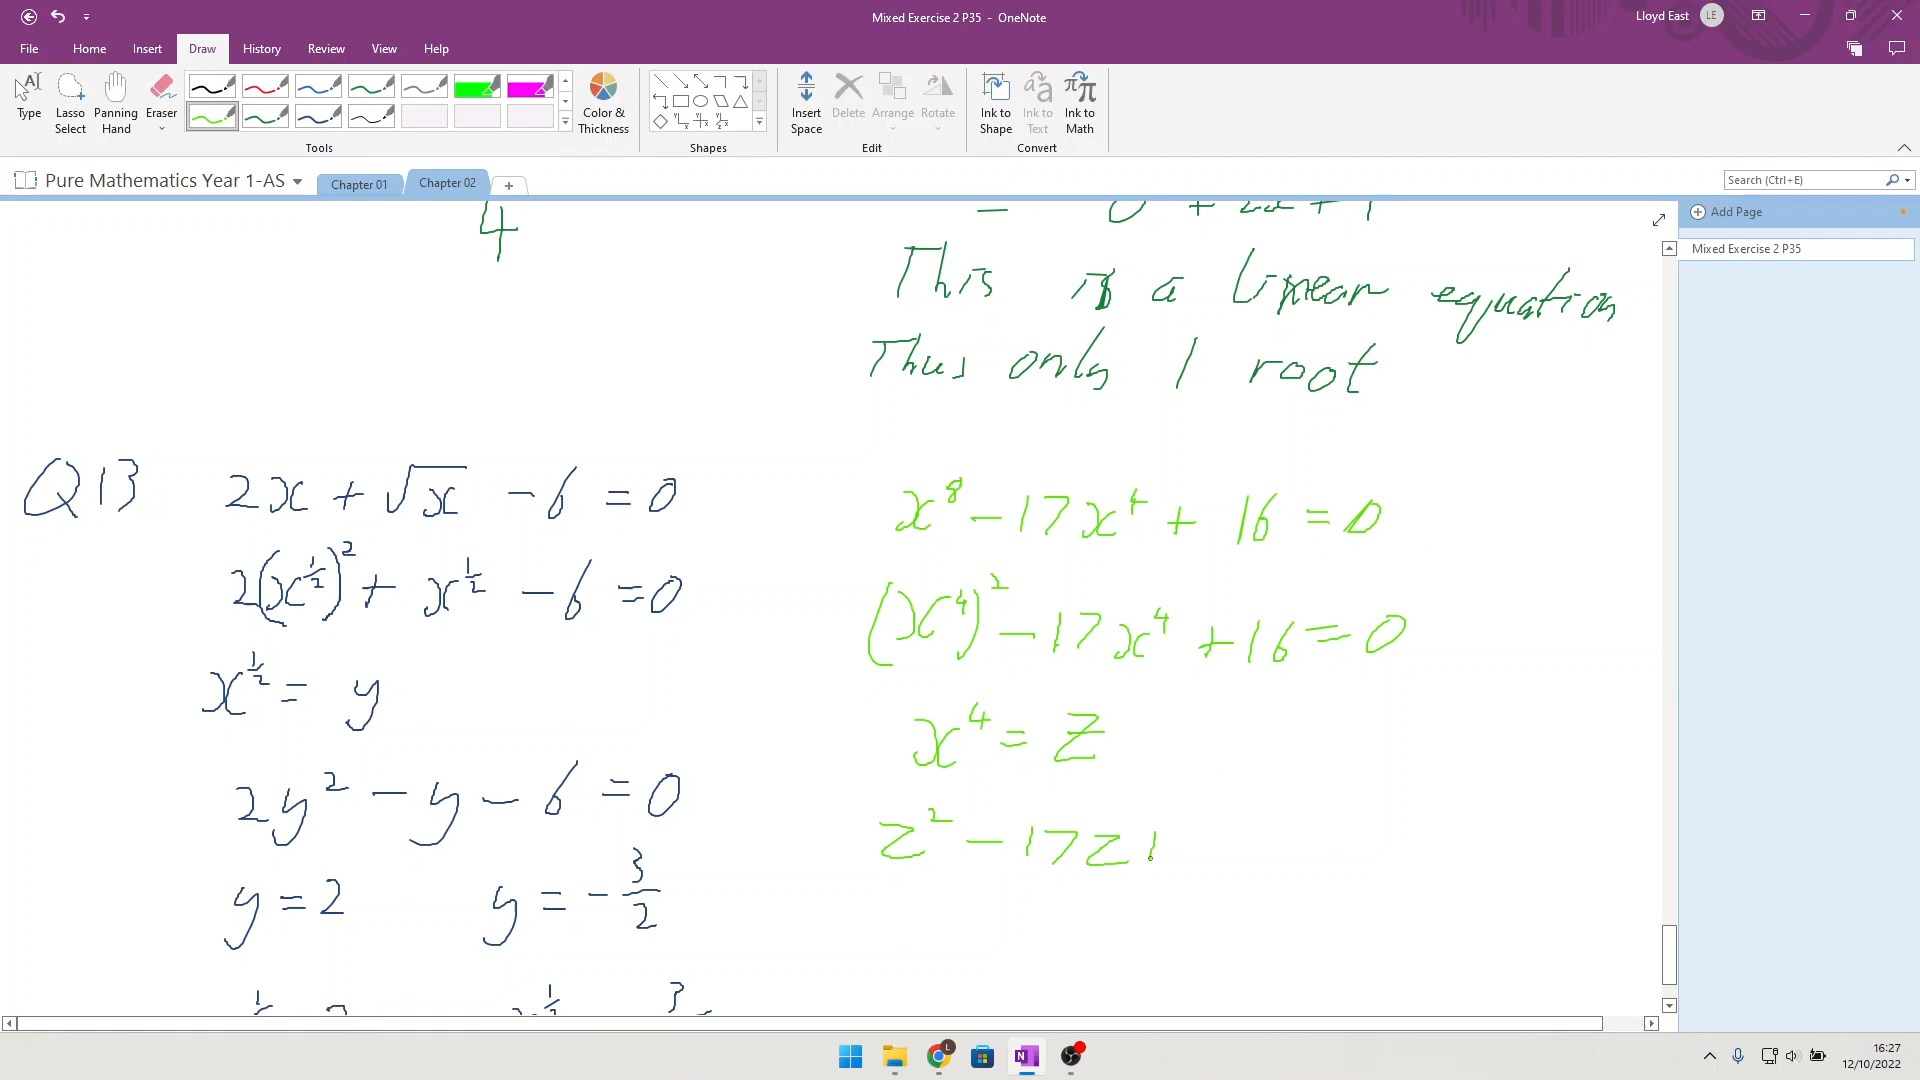 Mixed Exercise 2 P35 - OneNote
Lloyd East
LE
File Home Insert Draw History Review View Help
Type
Lasso Select
Panning Hand
Eraser
Color & Thickness
Insert Space
Delete
Arrange
Rotate
Ink to Shape
Ink to Text
Ink to Math
Tools
Shapes
Edit
Convert
Pure Mathematics Year 1-AS
Chapter 01
Chapter 02
Search (Ctrl+E)
Add Page
Mixed Exercise 2 P35
4
This is a linear equation
Thus only 1 root
Q13
2x + √x - 6 = 0
2(x^½)² + x^½ - 6 = 0
x^½ = y
2y² - y - 6 = 0
y = 2 y = -3/2
x⁸ - 17x⁴ + 16 = 0
(x⁴)² - 17x⁴ + 16 = 0
x⁴ = Z
z² - 17z
L
N
16:27
12/10/2022